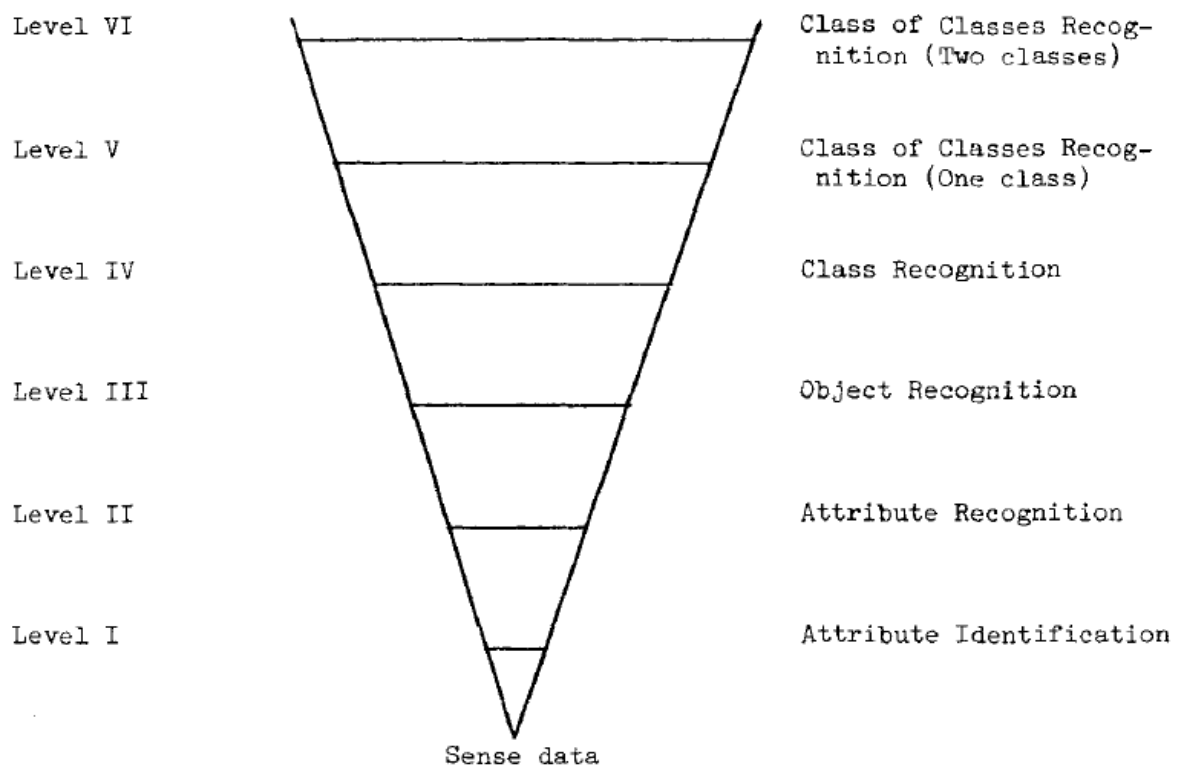 Level VI
Class of Classes Recog-
nition (Two classes)
Level V
Class of Classes Recog-
nition (One class)
Level IV
Class Recognition
Level III
Object Recognition
Level II
Attribute Recognition
Level I
Attribute Identification
Sense data